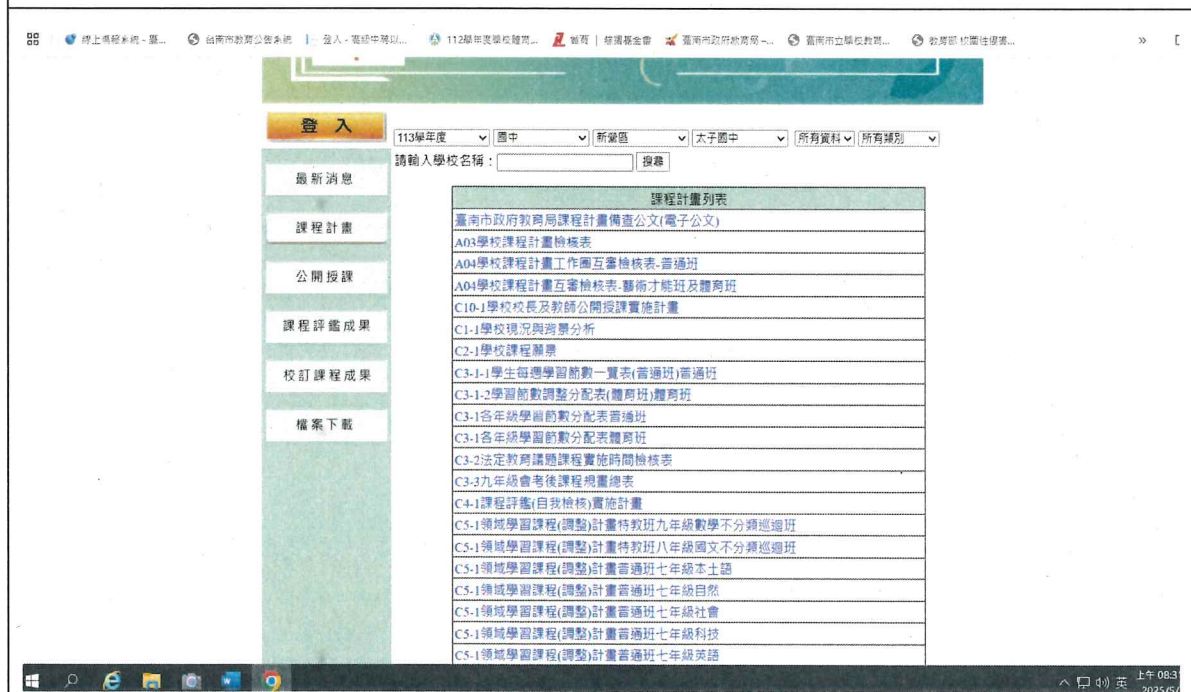 線上填報系統 - 臺...
台南市教育公告系統
登入 - 高級中等以...
112學年度學校體育...
首頁 | 慈濟基金會
臺南市政府教育局 –...
臺南市立學校教育...
教育部 校園性侵害...
»
登 入
113學年度 國中 新營區 太子國中 所有資料 所有類別
請輸入學校名稱： 搜尋
最新消息
課程計畫
公開授課
課程評鑑成果
校訂課程成果
檔案下載
課程計畫列表
臺南市政府教育局課程計畫備查公文(電子公文)
A03學校課程計畫檢核表
A04學校課程計畫工作圈互審檢核表-普通班
A04學校課程計畫互審檢核表-藝術才能班及體育班
C10-1學校校長及教師公開授課實施計畫
C1-1學校現況與背景分析
C2-1學校課程願景
C3-1-1學生每週學習節數一覽表(普通班)普通班
C3-1-2學習節數調整分配表(體育班)體育班
C3-1各年級學習節數分配表普通班
C3-1各年級學習節數分配表體育班
C3-2法定教育議題課程實施時間檢核表
C3-3九年級會考後課程規畫總表
C4-1課程評鑑(自我檢核)實施計畫
C5-1領域學習課程(調整)計畫特教班九年級數學不分類巡迴班
C5-1領域學習課程(調整)計畫特教班八年級國文不分類巡迴班
C5-1領域學習課程(調整)計畫普通班七年級本土語
C5-1領域學習課程(調整)計畫普通班七年級自然
C5-1領域學習課程(調整)計畫普通班七年級社會
C5-1領域學習課程(調整)計畫普通班七年級科技
C5-1領域學習課程(調整)計畫普通班七年級英語
英
上午 08:3
2025/5/